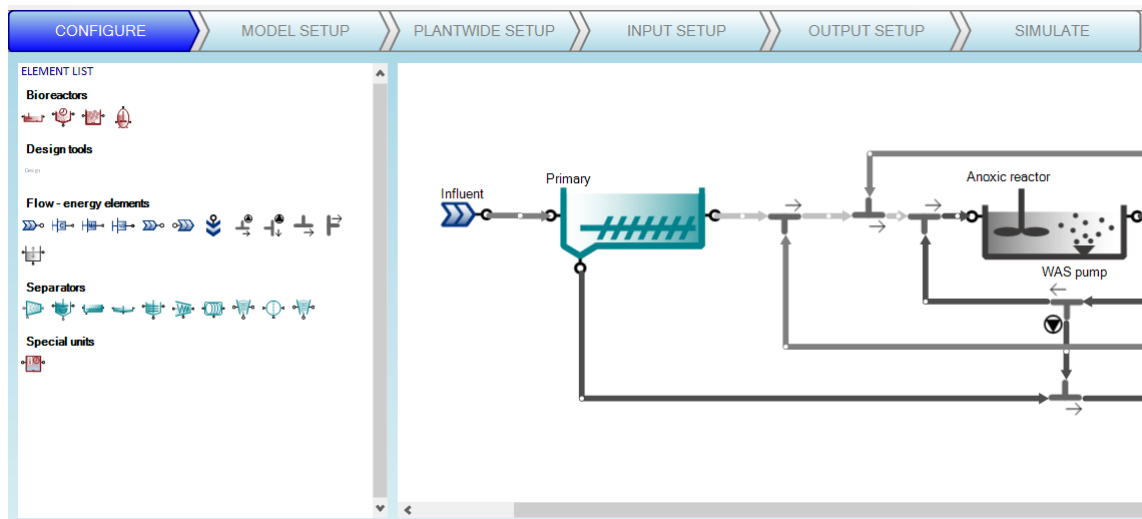 CONFIGURE
MODEL SETUP
PLANTWIDE SETUP
INPUT SETUP
OUTPUT SETUP
SIMULATE
ELEMENT LIST
Bioreactors
Design tools
Design
Flow - energy elements
Separators
Special units
Influent
Primary
Anoxic reactor
WAS pump